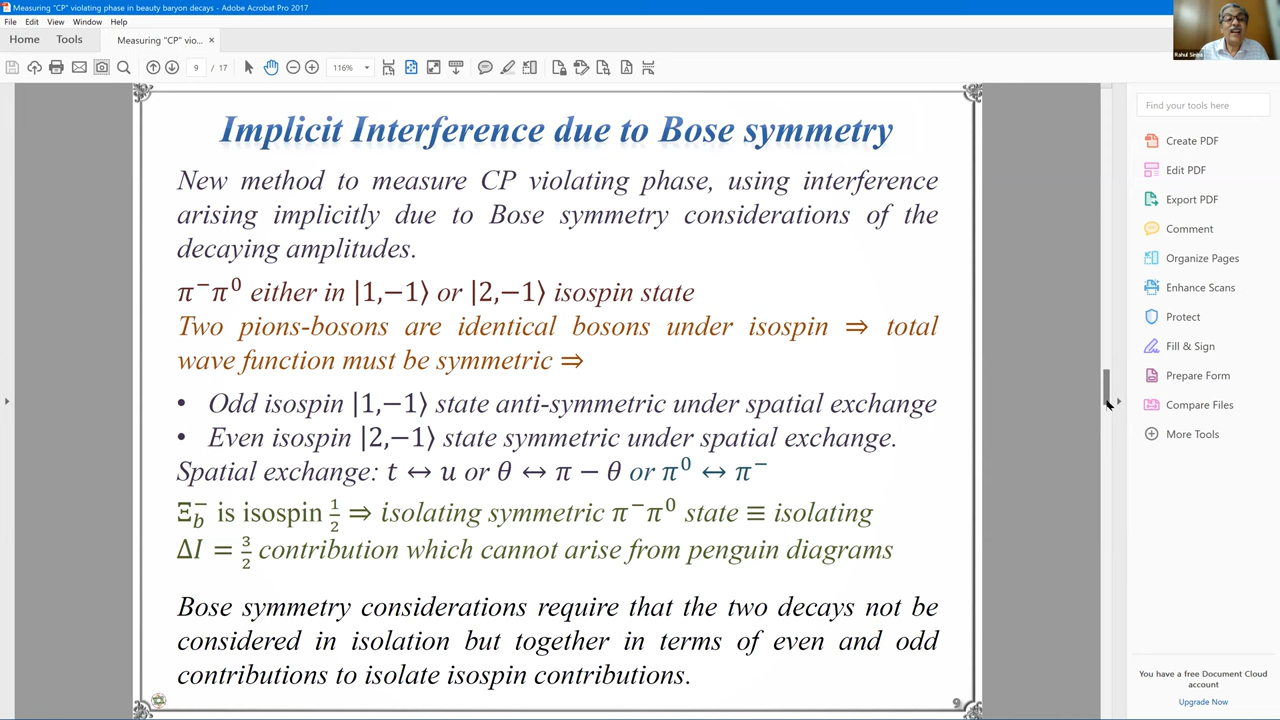 Measuring "CP" violating phase in beauty baryon decays - Adobe Acrobat Pro 2017
File Edit View Window Help
Home Tools Measuring "CP" vio... ×
9 / 17 116%
Rahul Sinha
Implicit Interference due to Bose symmetry
New method to measure CP violating phase, using interference
arising implicitly due to Bose symmetry considerations of the
decaying amplitudes.
π⁻π⁰ either in |1,−1⟩ or |2,−1⟩ isospin state
Two pions-bosons are identical bosons under isospin ⇒ total
wave function must be symmetric ⇒
• Odd isospin |1,−1⟩ state anti-symmetric under spatial exchange
• Even isospin |2,−1⟩ state symmetric under spatial exchange.
Spatial exchange: t ↔ u or θ ↔ π − θ or π⁰ ↔ π⁻
Ξ_b⁻ is isospin 1/2 ⇒ isolating symmetric π⁻π⁰ state ≡ isolating
ΔI = 3/2 contribution which cannot arise from penguin diagrams
Bose symmetry considerations require that the two decays not be
considered in isolation but together in terms of even and odd
contributions to isolate isospin contributions.
9
Find your tools here
Create PDF
Edit PDF
Export PDF
Comment
Organize Pages
Enhance Scans
Protect
Fill & Sign
Prepare Form
Compare Files
More Tools
You have a free Document Cloud
account
Upgrade Now